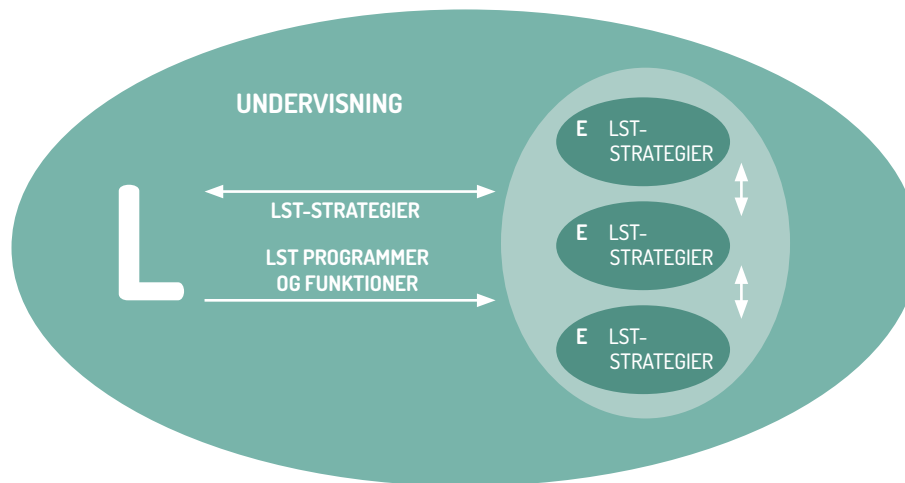 UNDERVISNING
L
LST-STRATEGIER
LST PROGRAMMER
OG FUNKTIONER
E LST-
STRATEGIER
E LST-
STRATEGIER
E LST-
STRATEGIER